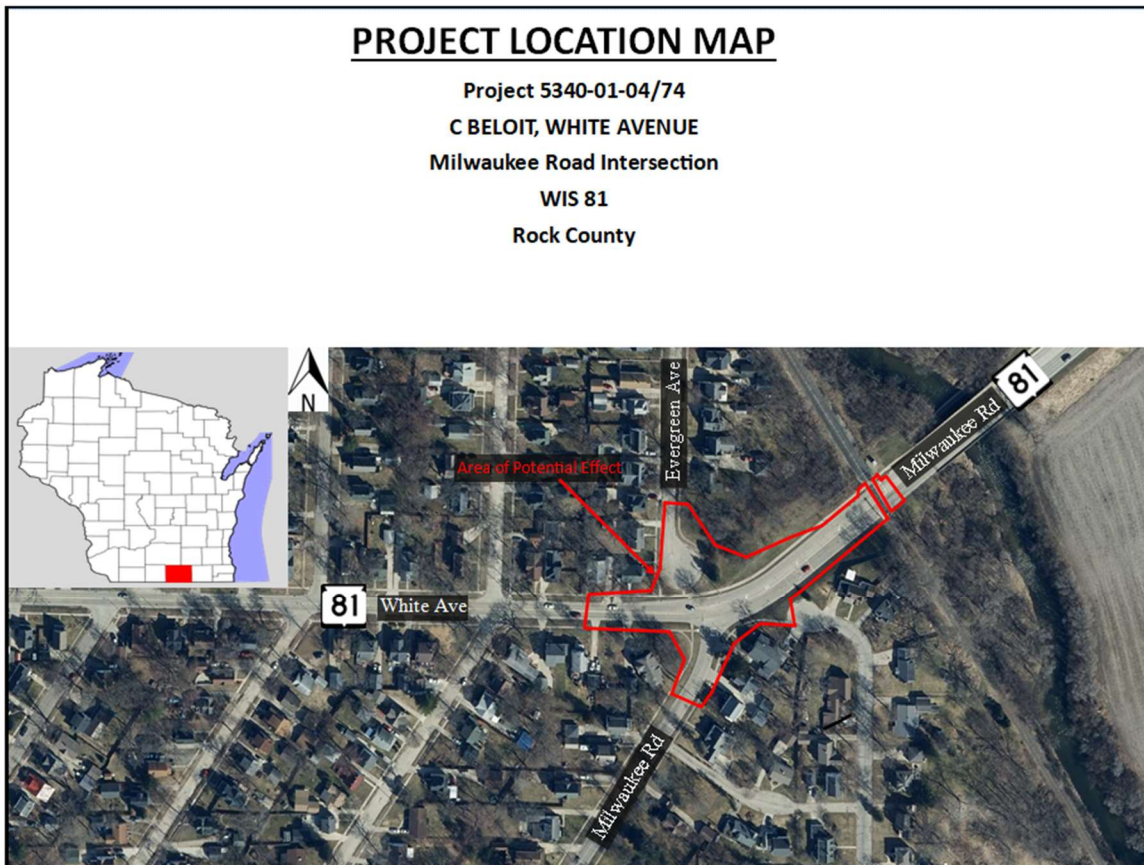 PROJECT LOCATION MAP
Project 5340-01-04/74
C BELOIT, WHITE AVENUE
Milwaukee Road Intersection
WIS 81
Rock County
N
Evergreen Ave
81
Milwaukee Rd
Area of Potential Effect
81
White Ave
Milwaukee Rd